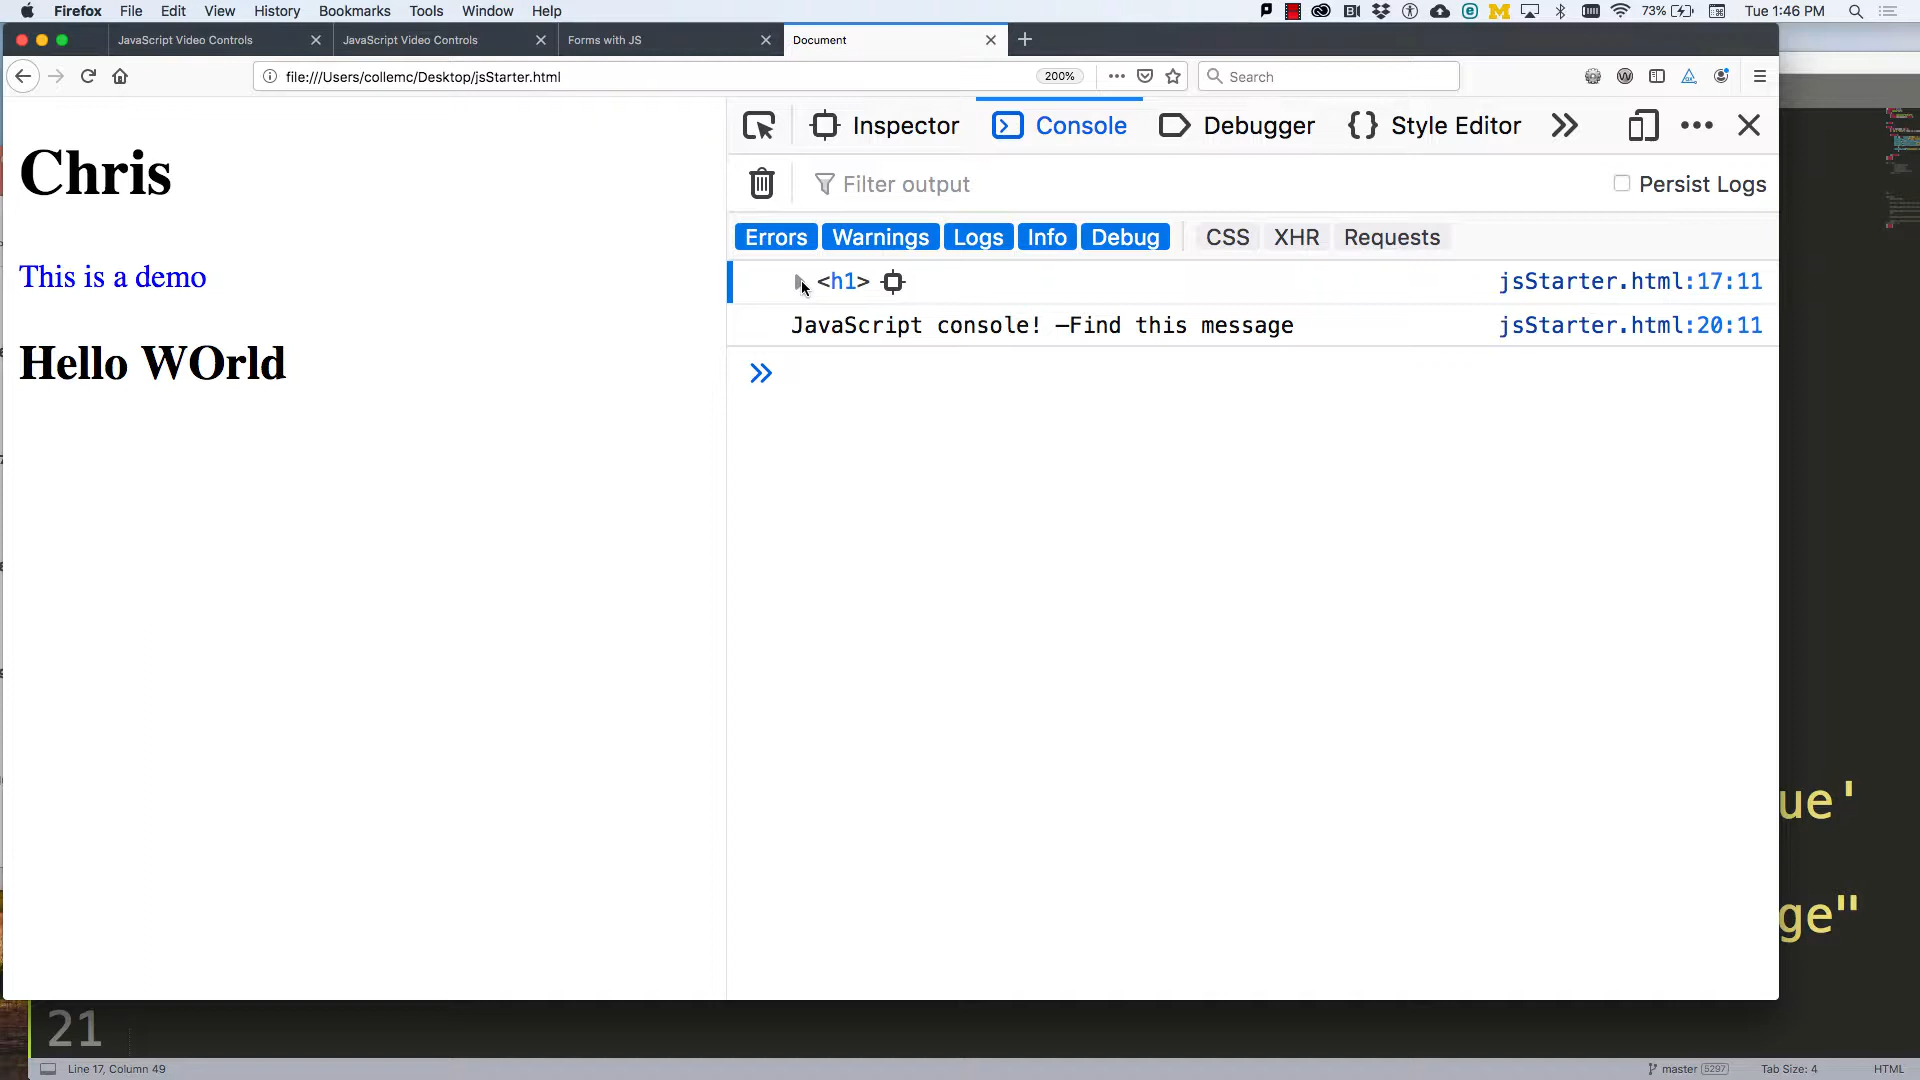 Firefox File Edit View History Bookmarks Tools Window Help 73% Tue 1:46 PM
JavaScript Video Controls JavaScript Video Controls Forms with JS Document
file:///Users/collemc/Desktop/jsStarter.html 200% Search
Inspector Console Debugger Style Editor
Filter output Persist Logs
Errors Warnings Logs Info Debug CSS XHR Requests
Chris
This is a demo
Hello WOrld
<h1> jsStarter.html:17:11
JavaScript console! —Find this message jsStarter.html:20:11
ue'
ge"
21
Line 17, Column 49 master 5297 Tab Size: 4 HTML